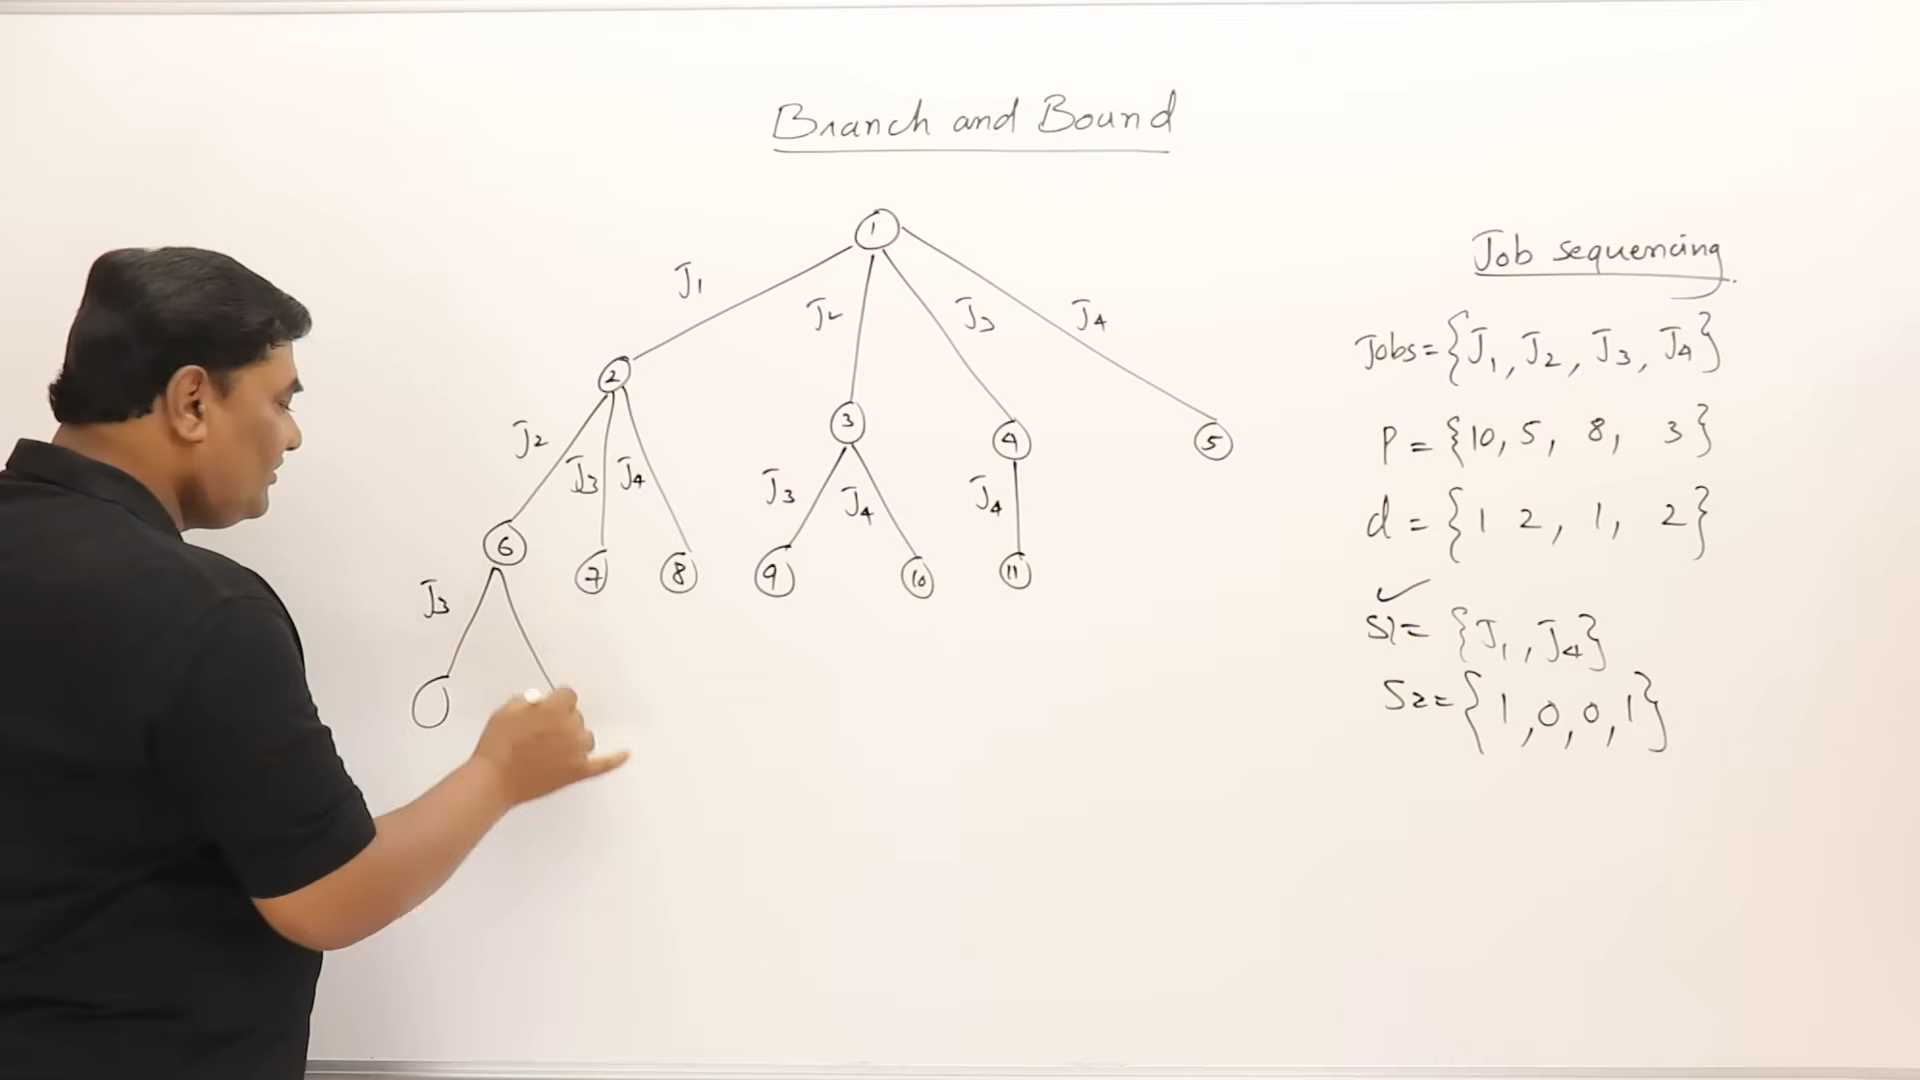 Branch and Bound
1
J1
J2
J3
J4
2
3
4
5
J2
J3
J4
J3
J4
J4
6
7
8
9
10
11
J3
Job sequencing
Jobs={J1, J2, J3, J4}
P = {10, 5, 8, 3}
d = {1 2, 1, 2}
✓
S1= {J1, J4}
S2= {1, 0, 0, 1}